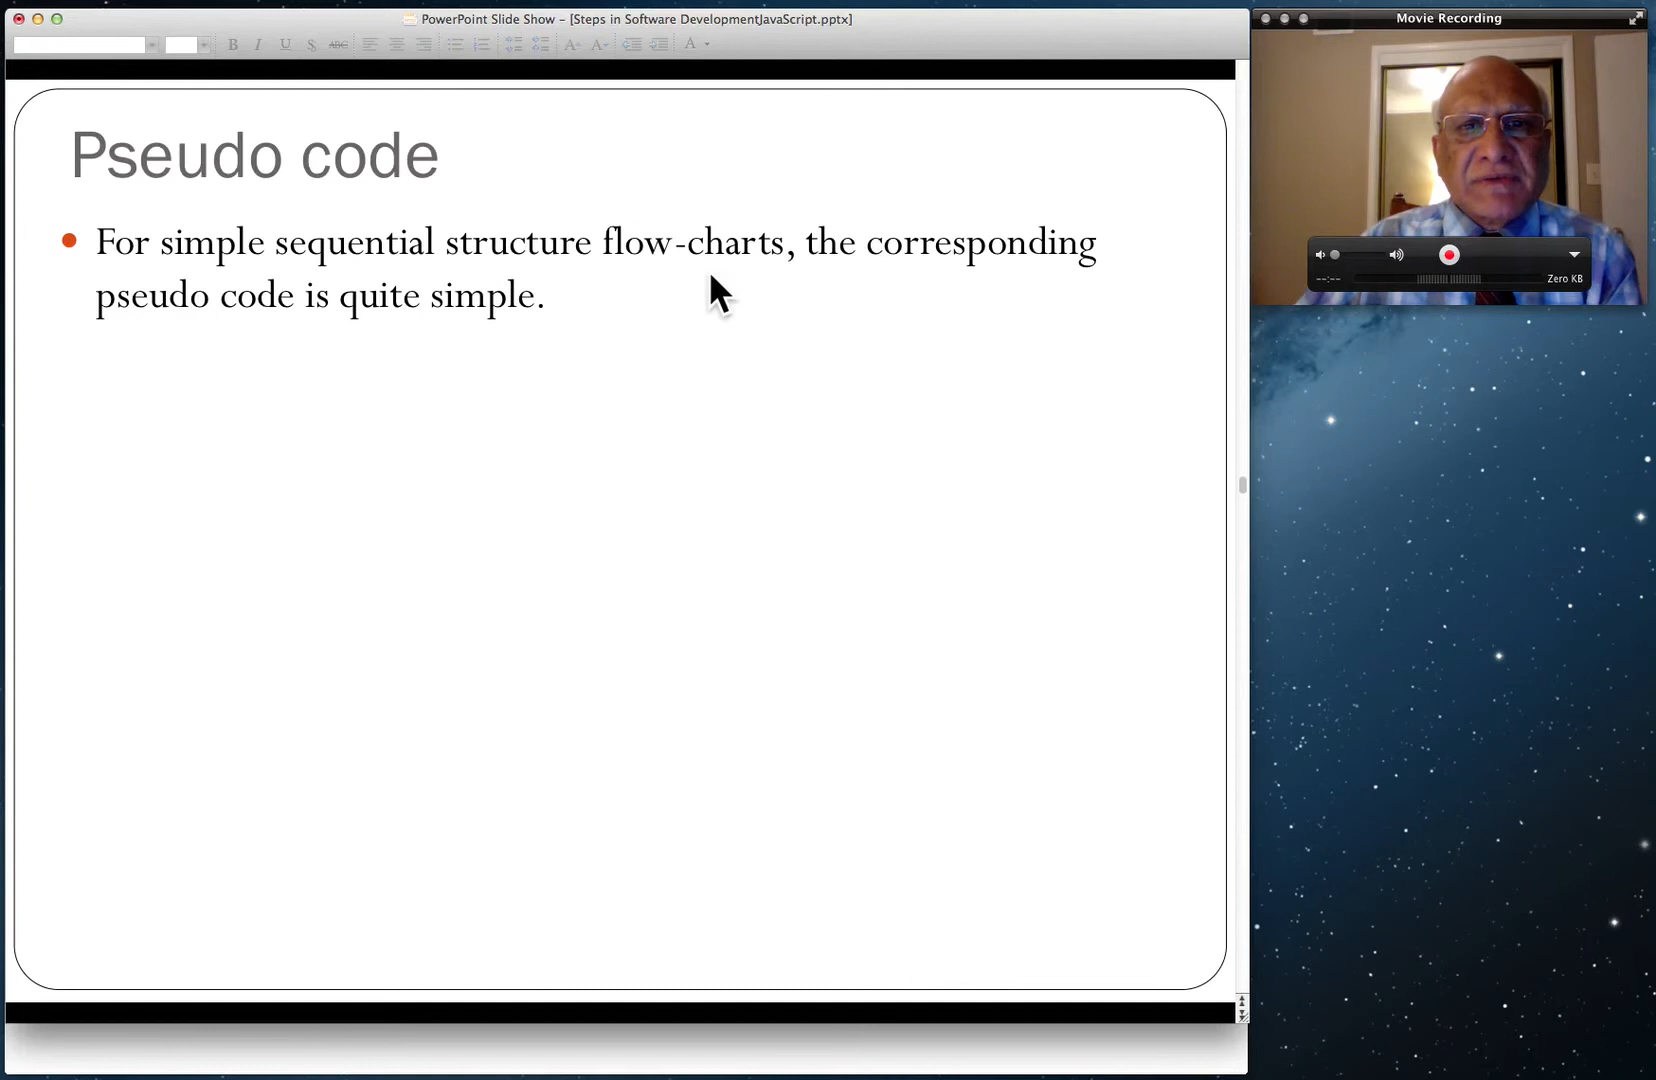 PowerPoint Slide Show – [Steps in Software DevelopmentJavaScript.pptx]
Movie Recording
B I U S ABC A A A
Pseudo code
• For simple sequential structure flow-charts, the corresponding
pseudo code is quite simple.
--:--
Zero KB